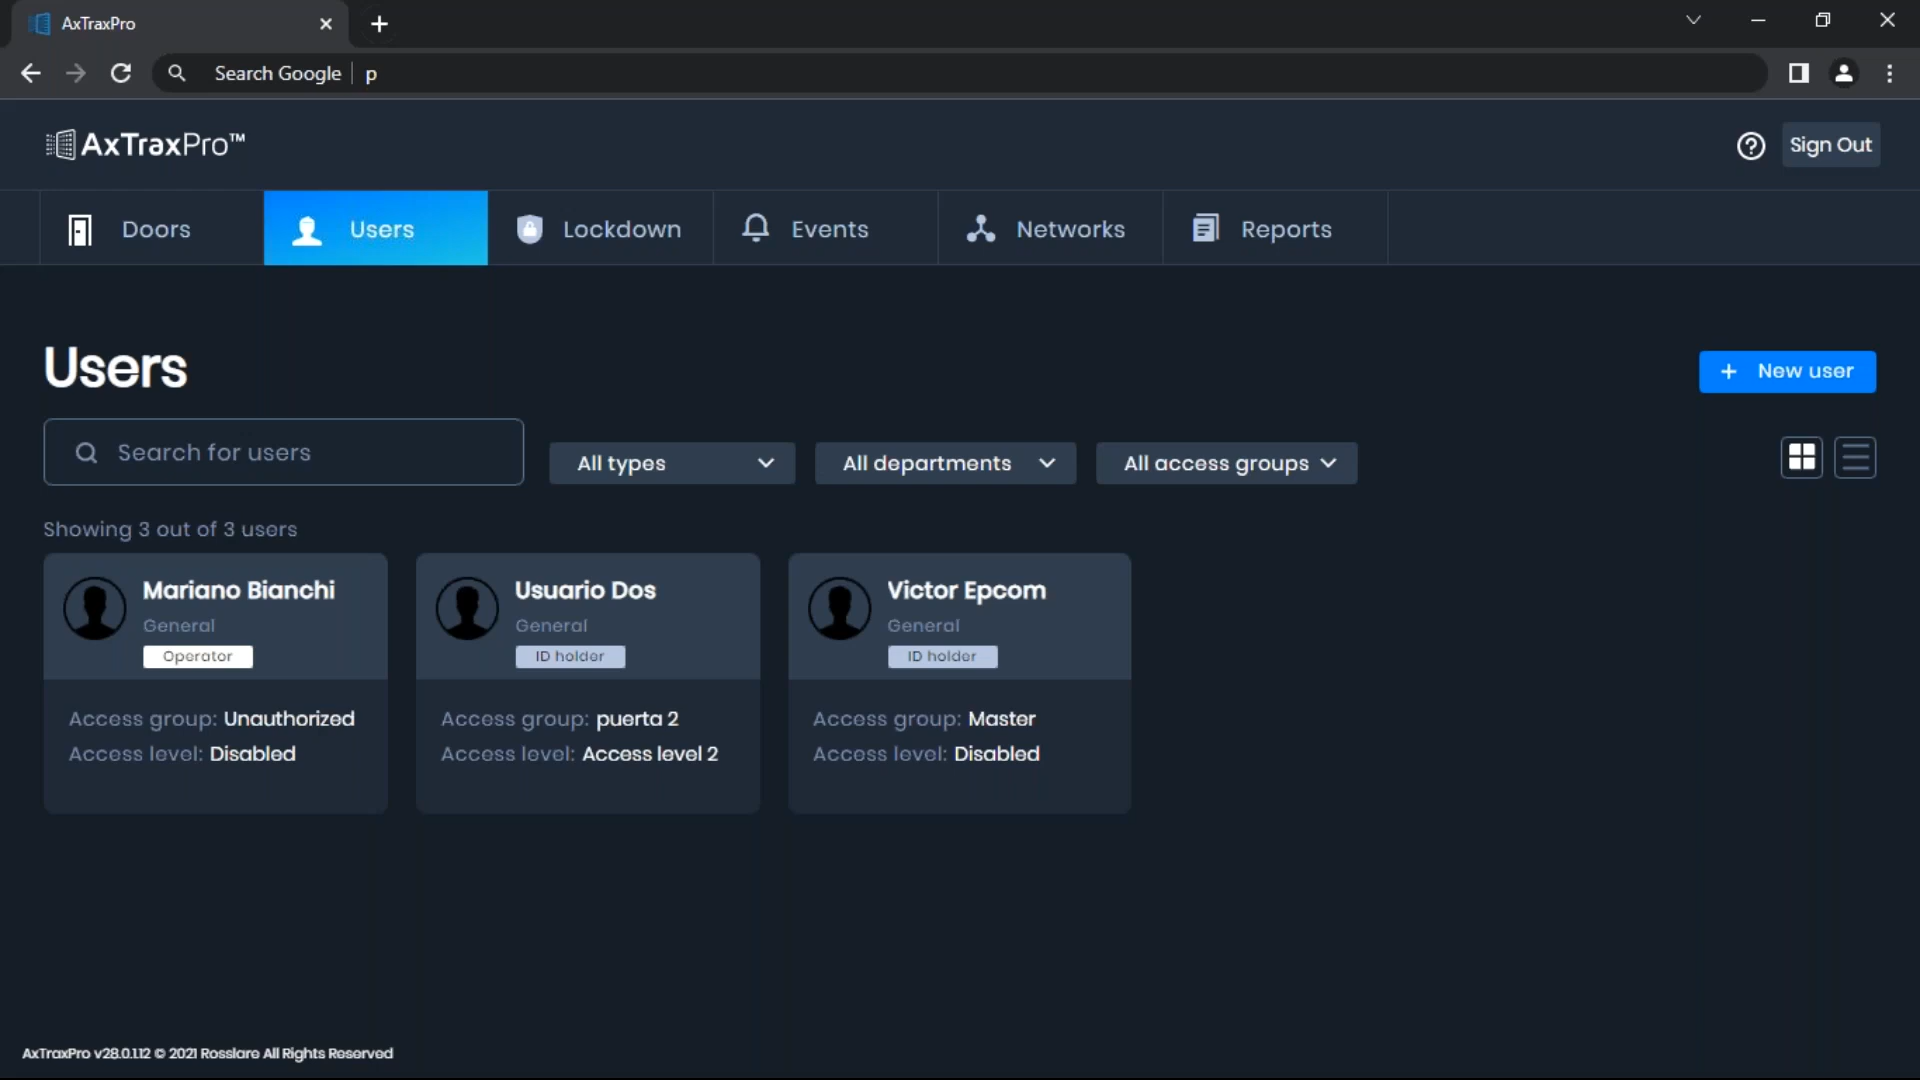 AxTraxPro
Search Google | p
AxTraxPro™
Sign Out
Doors
Users
Lockdown
Events
Networks
Reports
Users
+ New user
Search for users
All types
All departments
All access groups
Showing 3 out of 3 users
Mariano Bianchi
General
Operator
Access group: Unauthorized
Access level: Disabled
Usuario Dos
General
ID holder
Access group: puerta 2
Access level: Access level 2
Victor Epcom
General
ID holder
Access group: Master
Access level: Disabled
AxTraxPro v28.0.1.12 © 2021 Rosslare All Rights Reserved